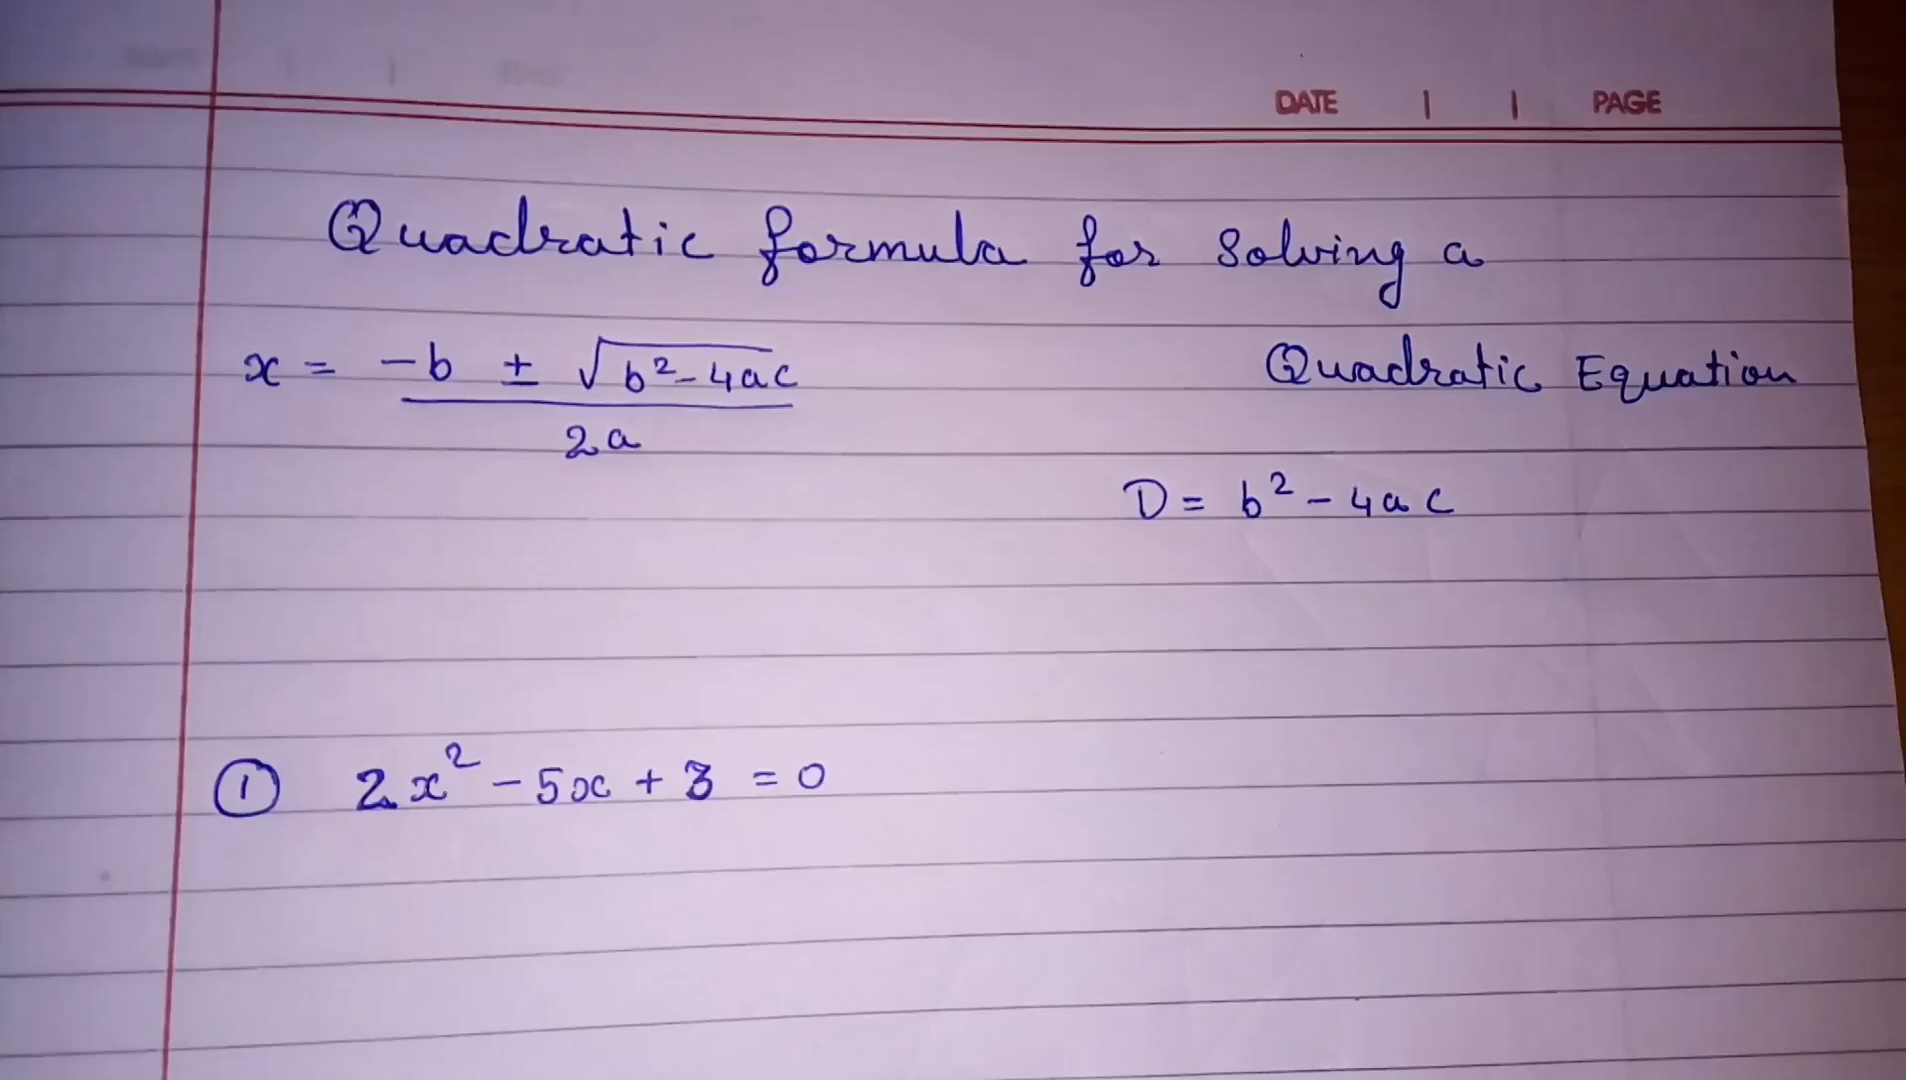 DATE | | PAGE
Quadratic formula for solving a
Quadratic Equation
x = -b ± √b²-4ac
2a
D = b² - 4ac
① 2x² - 5x + 3 = 0